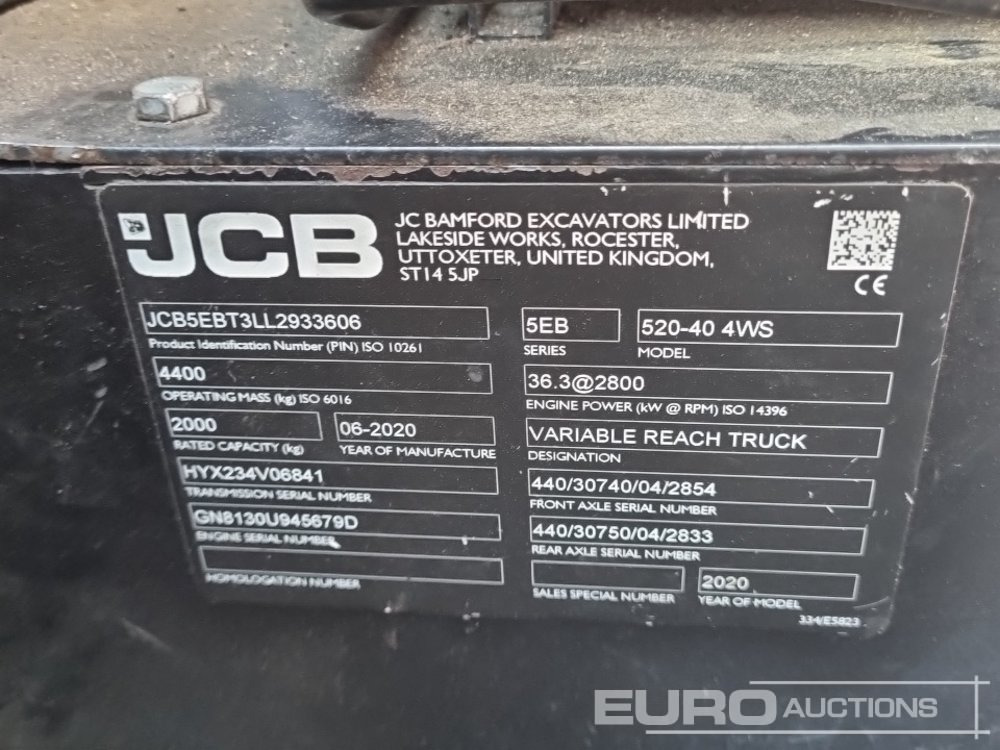 JCB
JC BAMFORD EXCAVATORS LIMITED
LAKESIDE WORKS, ROCESTER,
UTTOXETER, UNITED KINGDOM,
ST14 5JP
CE
JCB5EBT3LL2933606
Product Identification Number (PIN) ISO 10261
5EB
SERIES
520-40 4WS
MODEL
4400
OPERATING MASS (kg) ISO 6016
36.3@2800
ENGINE POWER (kW @ RPM) ISO 14396
2000
RATED CAPACITY (kg)
06-2020
YEAR OF MANUFACTURE
VARIABLE REACH TRUCK
DESIGNATION
HYX234V06841
TRANSMISSION SERIAL NUMBER
440/30740/04/2854
FRONT AXLE SERIAL NUMBER
GN8130U945679D
ENGINE SERIAL NUMBER
440/30750/04/2833
REAR AXLE SERIAL NUMBER
HOMOLOGATION NUMBER
SALES SPECIAL NUMBER
2020
YEAR OF MODEL
334/E5823
EURO AUCTIONS